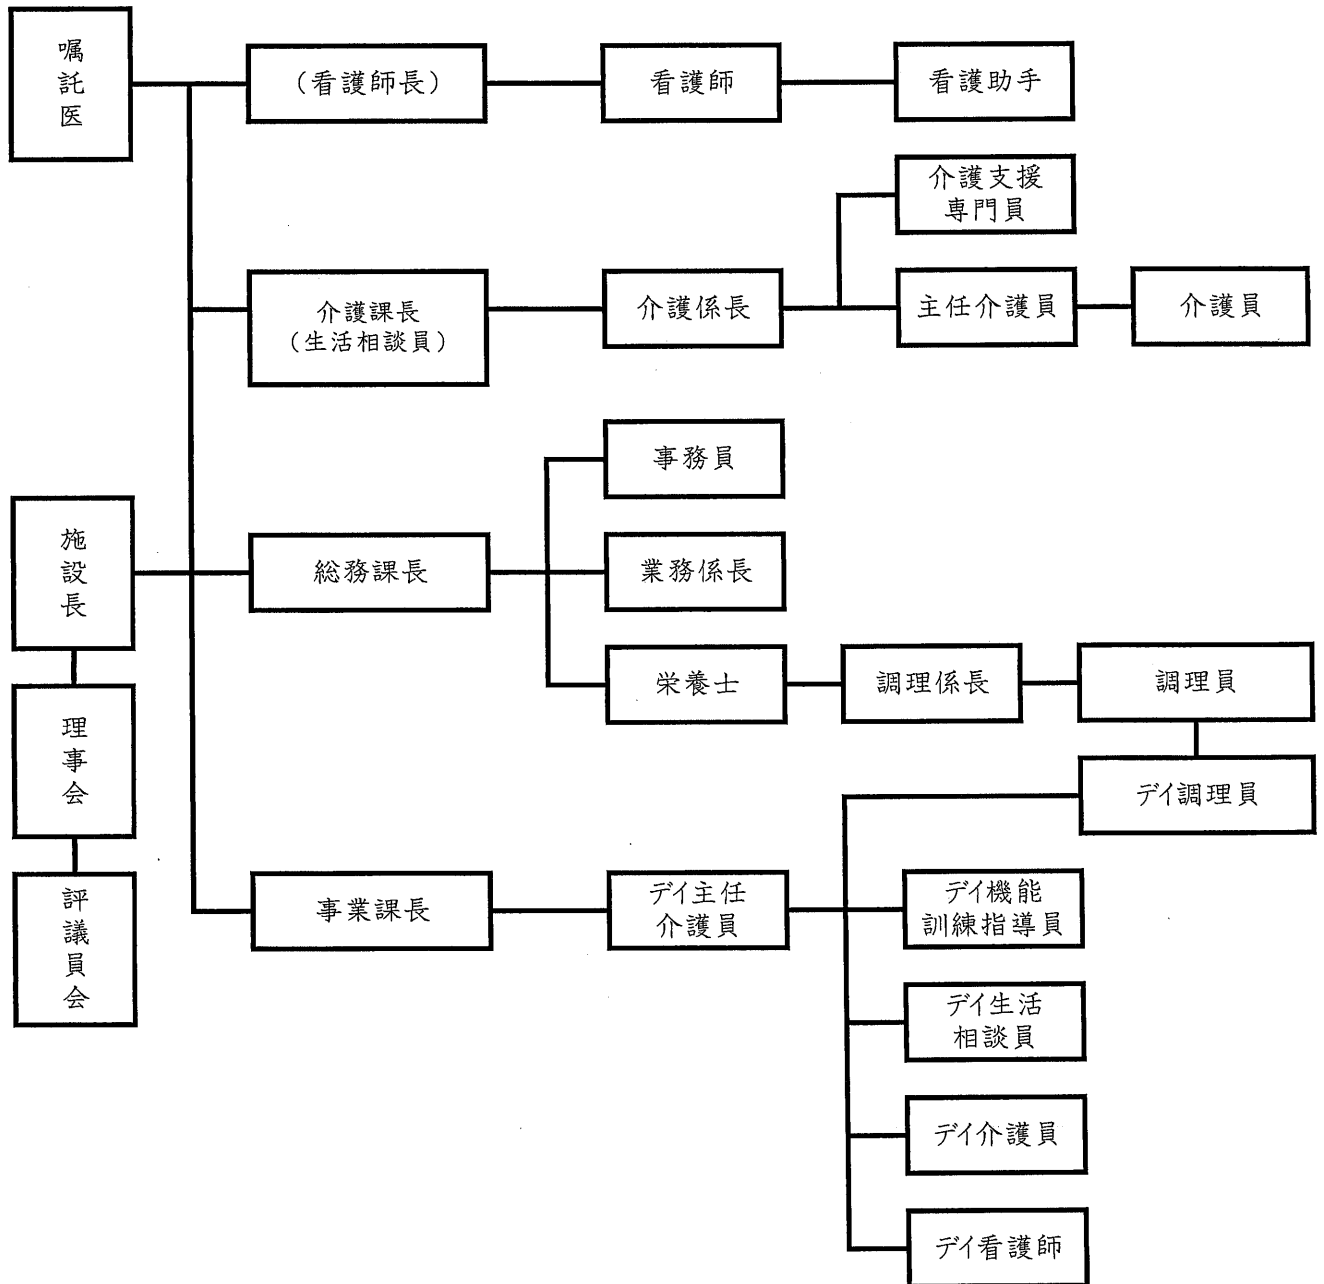 嘱託医
(看護師長)
看護師
看護助手
介護支援
専門員
介護課長
(生活相談員)
介護係長
主任介護員
介護員
事務員
施設長
総務課長
業務係長
栄養士
調理係長
調理員
理事会
デイ調理員
評議員会
事業課長
デイ主任
介護員
デイ機能
訓練指導員
デイ生活
相談員
デイ介護員
デイ看護師